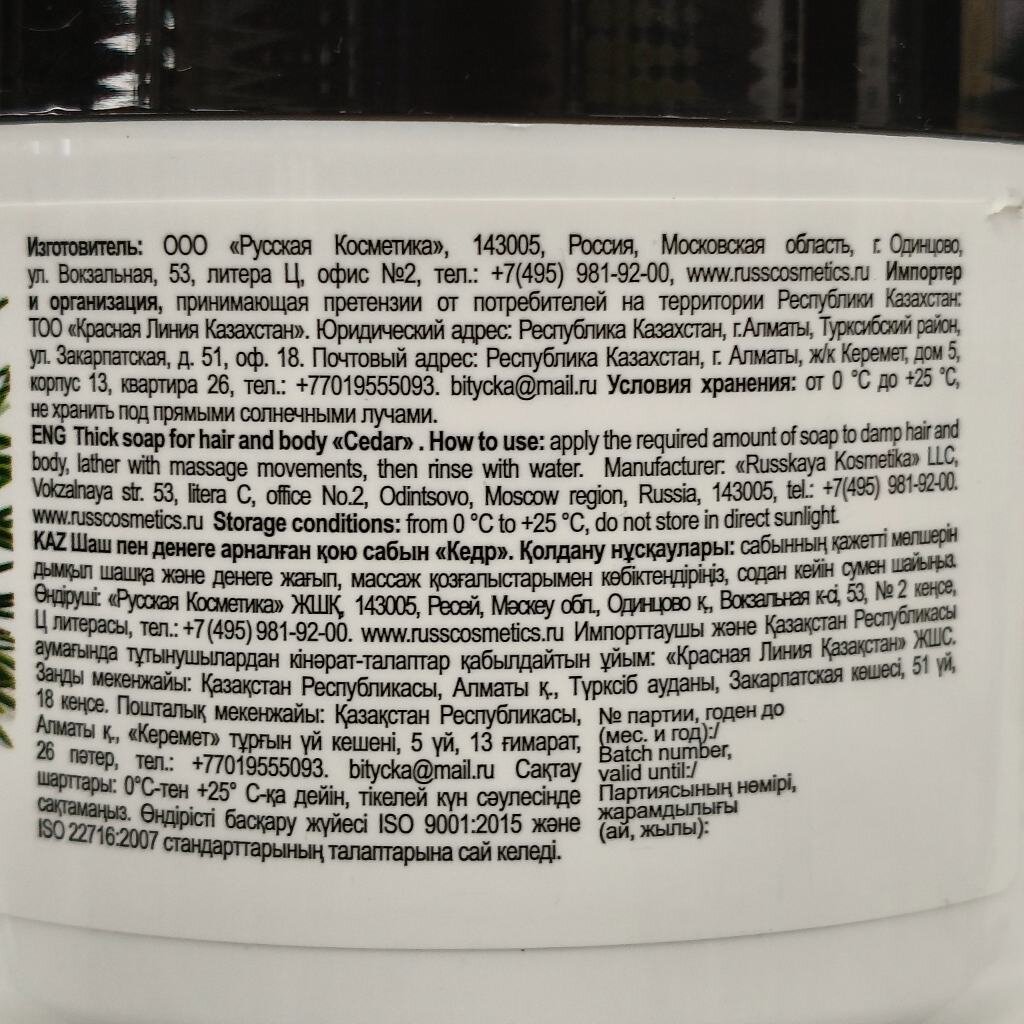 Изготовитель: ООО «Русская Косметика», 143005, Россия, Московская область, г. Одинцово,
ул. Вокзальная, 53, литера Ц, офис №2, тел.: +7(495) 981-92-00, www.russcosmetics.ru Импортер
и организация, принимающая претензии от потребителей на территории Республики Казахстан:
ТОО «Красная Линия Казахстан». Юридический адрес: Республика Казахстан, г.Алматы, Турксибский район,
ул. Закарпатская, д. 51, оф. 18. Почтовый адрес: Республика Казахстан, г. Алматы, ж/к Керемет, дом 5,
корпус 13, квартира 26, тел.: +77019555093. bitycka@mail.ru Условия хранения: от 0 °C до +25 °C,
не хранить под прямыми солнечными лучами.
ENG Thick soap for hair and body «Cedar» . How to use: apply the required amount of soap to damp hair and
body, lather with massage movements, then rinse with water. Manufacturer: «Russkaya Kosmetika» LLC,
Vokzalnaya str. 53, litera C, office No.2, Odintsovo, Moscow region, Russia, 143005, tel.: +7(495) 981-92-00.
www.russcosmetics.ru Storage conditions: from 0 °C to +25 °C, do not store in direct sunlight.
KAZ Шаш пен денеге арналған қою сабын «Кедр». Қолдану нұсқаулары: сабынның қажетті мөлшерін
дымқыл шашқа және денеге жағып, массаж қозғалыстарымен көбіктендіріңіз, содан кейін сумен шайыңыз.
Өндіруші: «Русская Косметика» ЖШҚ, 143005, Ресей, Мәскеу обл., Одинцово қ., Вокзальная к-сі, 53, № 2 кеңсе,
Ц литерасы, тел.: +7 (495) 981-92-00. www.russcosmetics.ru Импорттаушы және Қазақстан Республикасы
аумағында тұтынушылардан кінәрат-талаптар қабылдайтын ұйым: «Красная Линия Қазақстан» ЖШС.
Заңды мекенжайы: Қазақстан Республикасы, Алматы қ., Түрксіб ауданы, Закарпатская көшесі, 51 үй,
18 кеңсе. Пошталық мекенжайы: Қазақстан Республикасы,
Алматы қ., «Керемет» тұрғын үй кешені, 5 үй, 13 ғимарат,
26 пәтер, тел.: +77019555093. bitycka@mail.ru Сақтау
шарттары: 0°C-тен +25° C-қа дейін, тікелей күн сәулесінде
сақтамаңыз. Өндірісті басқару жүйесі ISO 9001:2015 және
ISO 22716:2007 стандарттарының талаптарына сай келеді.
№ партии, годен до
(мес. и год):/
Batch number,
valid until:/
Партиясының нөмірі,
жарамдылығы
(ай, жылы):